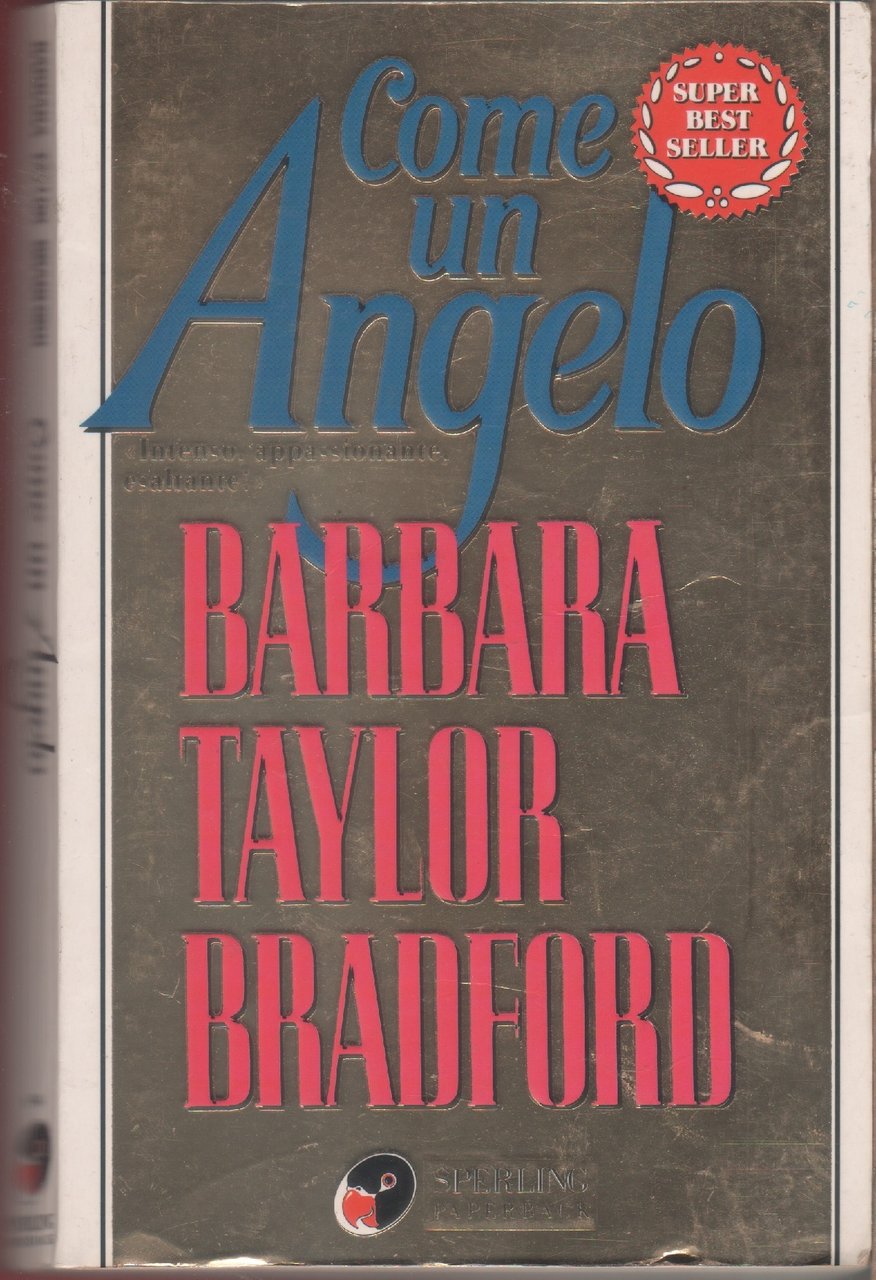 Come
un
Angelo
SUPER
BEST
SELLER
«Intenso, appassionante,
esaltante
BARBARA
TAYLOR
BRADFORD
SPERLING
PAPERBACK
Come un Angelo